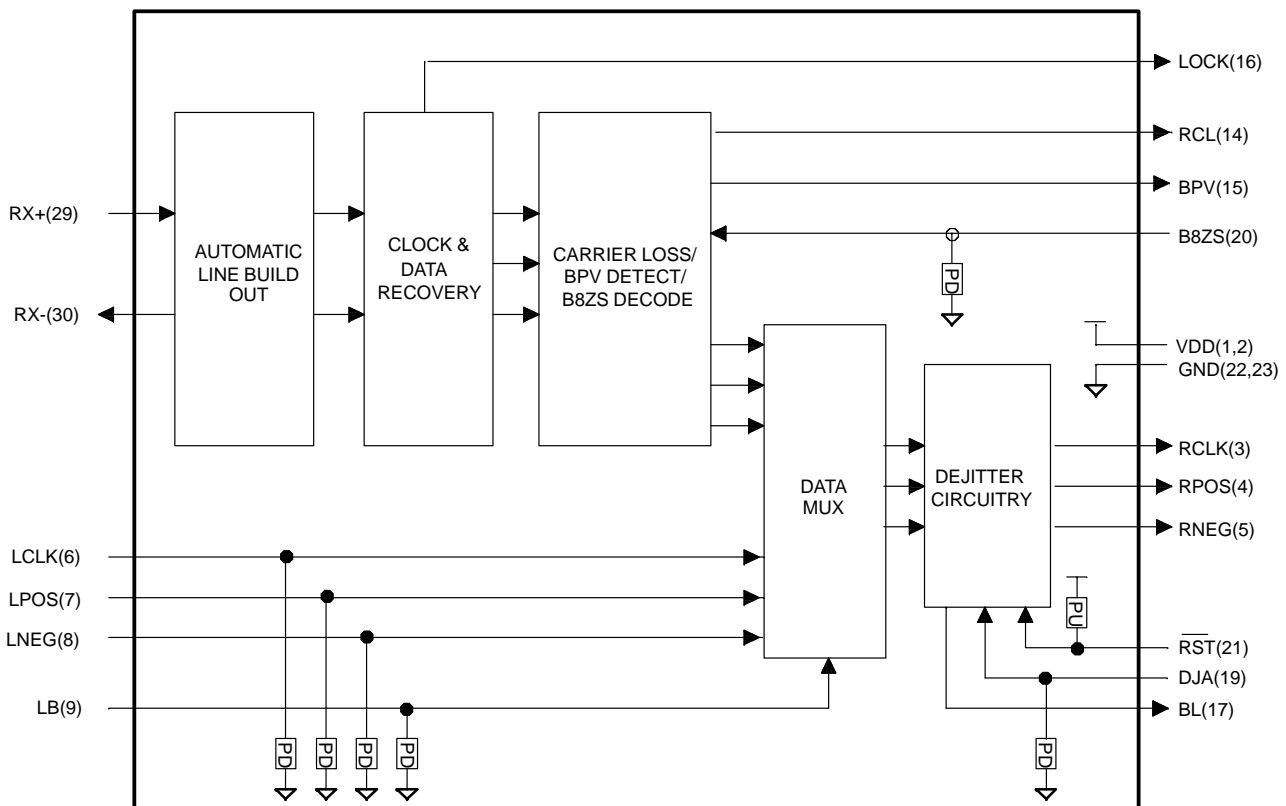 LOCK(16)
RCL(14)
BPV(15)
B8ZS(20)
PD
RX+(29)
RX-(30)
AUTOMATIC
LINE BUILD
OUT
CLOCK &
DATA
RECOVERY
CARRIER LOSS/
BPV DETECT/
B8ZS DECODE
VDD(1,2)
GND(22,23)
DATA
MUX
DEJITTER
CIRCUITRY
RCLK(3)
RPOS(4)
RNEG(5)
LCLK(6)
LPOS(7)
LNEG(8)
LB(9)
PU
RST(21)
DJA(19)
BL(17)
PD
PD
PD
PD
PD